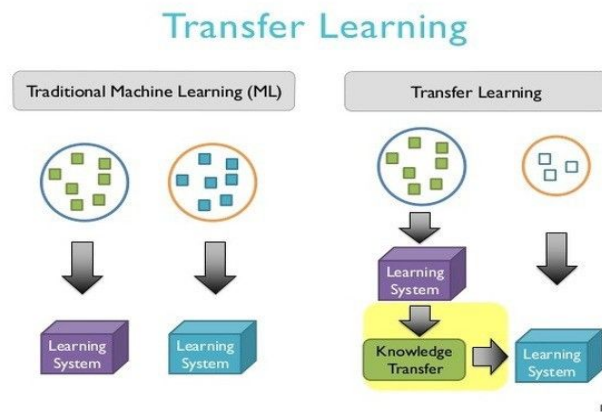 Transfer Learning
Traditional Machine Learning (ML)
Transfer Learning
Learning
System
Learning
System
Learning
System
Knowledge
Transfer
Learning
System